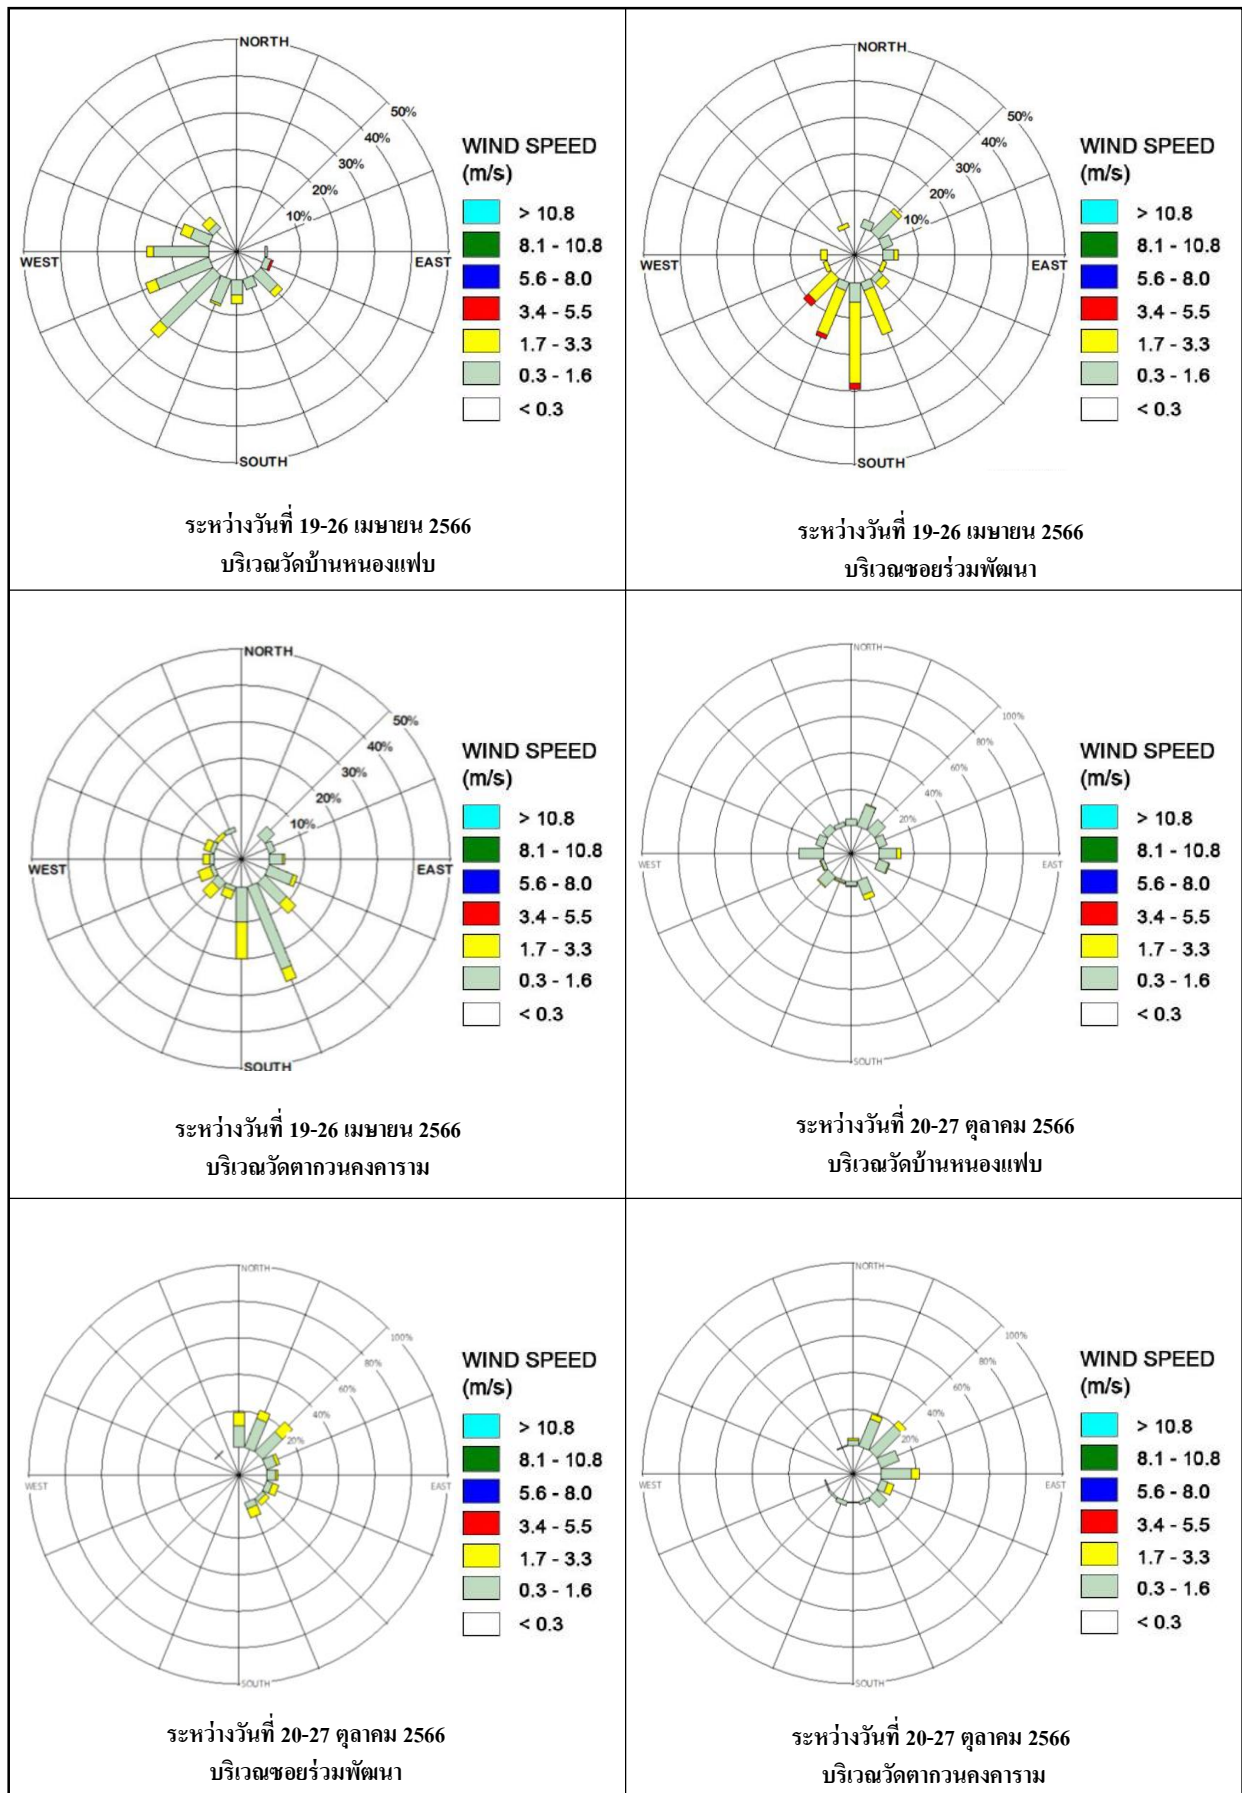 NORTH
50%
40%
30%
20%
10%
WEST
EAST
SOUTH
WIND SPEED
(m/s)
> 10.8
8.1 - 10.8
5.6 - 8.0
3.4 - 5.5
1.7 - 3.3
0.3 - 1.6
< 0.3
ระหว่างวันที่ 19-26 เมษายน 2566
บริเวณวัดบ้านหนองแฟบ
NORTH
50%
40%
30%
20%
10%
WEST
EAST
SOUTH
WIND SPEED
(m/s)
> 10.8
8.1 - 10.8
5.6 - 8.0
3.4 - 5.5
1.7 - 3.3
0.3 - 1.6
< 0.3
ระหว่างวันที่ 19-26 เมษายน 2566
บริเวณซอยร่วมพัฒนา
NORTH
50%
40%
30%
20%
10%
WEST
EAST
SOUTH
WIND SPEED
(m/s)
> 10.8
8.1 - 10.8
5.6 - 8.0
3.4 - 5.5
1.7 - 3.3
0.3 - 1.6
< 0.3
ระหว่างวันที่ 19-26 เมษายน 2566
บริเวณวัดตากวนคงคาราม
NORTH
100%
80%
60%
40%
20%
WEST
EAST
SOUTH
WIND SPEED
(m/s)
> 10.8
8.1 - 10.8
5.6 - 8.0
3.4 - 5.5
1.7 - 3.3
0.3 - 1.6
< 0.3
ระหว่างวันที่ 20-27 ตุลาคม 2566
บริเวณวัดบ้านหนองแฟบ
NORTH
100%
80%
60%
40%
20%
WEST
EAST
SOUTH
WIND SPEED
(m/s)
> 10.8
8.1 - 10.8
5.6 - 8.0
3.4 - 5.5
1.7 - 3.3
0.3 - 1.6
< 0.3
ระหว่างวันที่ 20-27 ตุลาคม 2566
บริเวณซอยร่วมพัฒนา
NORTH
100%
80%
60%
40%
20%
WEST
EAST
SOUTH
WIND SPEED
(m/s)
> 10.8
8.1 - 10.8
5.6 - 8.0
3.4 - 5.5
1.7 - 3.3
0.3 - 1.6
< 0.3
ระหว่างวันที่ 20-27 ตุลาคม 2566
บริเวณวัดตากวนคงคาราม